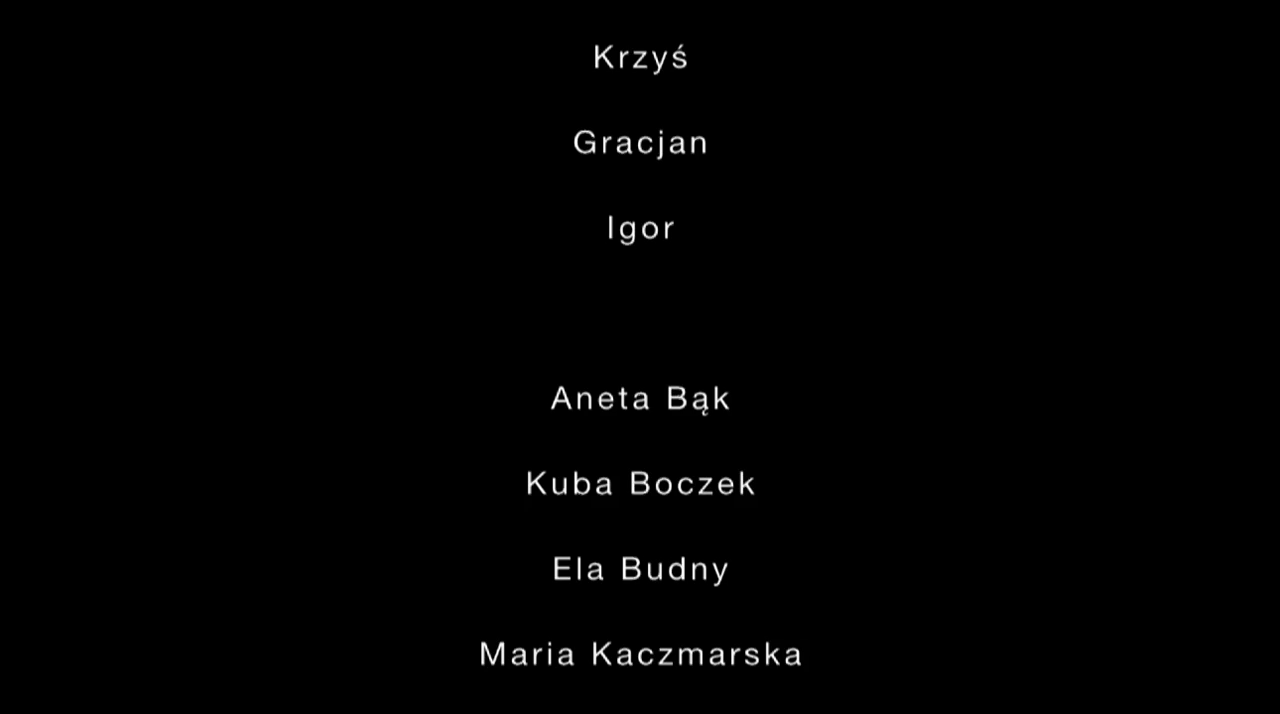 Krzyś
Gracjan
Igor
Aneta Bąk
Kuba Boczek
Ela Budny
Maria Kaczmarska